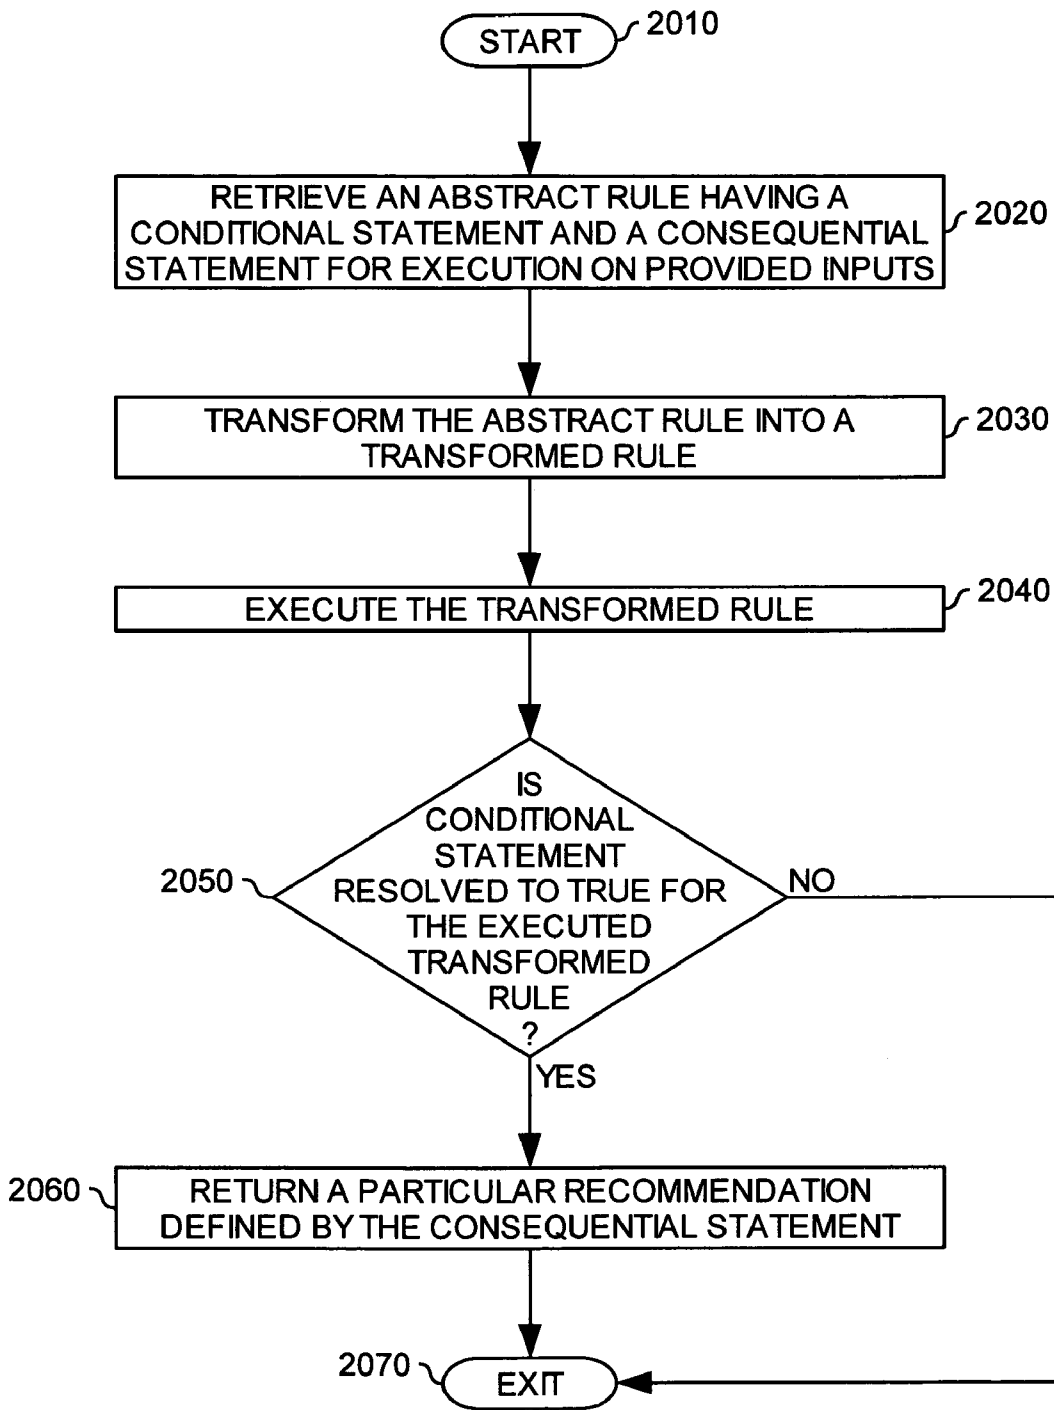 START
2010
RETRIEVE AN ABSTRACT RULE HAVING A
CONDITIONAL STATEMENT AND A CONSEQUENTIAL
STATEMENT FOR EXECUTION ON PROVIDED INPUTS
2020
TRANSFORM THE ABSTRACT RULE INTO A
TRANSFORMED RULE
2030
EXECUTE THE TRANSFORMED RULE
2040
IS
CONDITIONAL
STATEMENT
RESOLVED TO TRUE FOR
THE EXECUTED
TRANSFORMED
RULE
?
2050
NO
YES
2060
RETURN A PARTICULAR RECOMMENDATION
DEFINED BY THE CONSEQUENTIAL STATEMENT
2070
EXIT